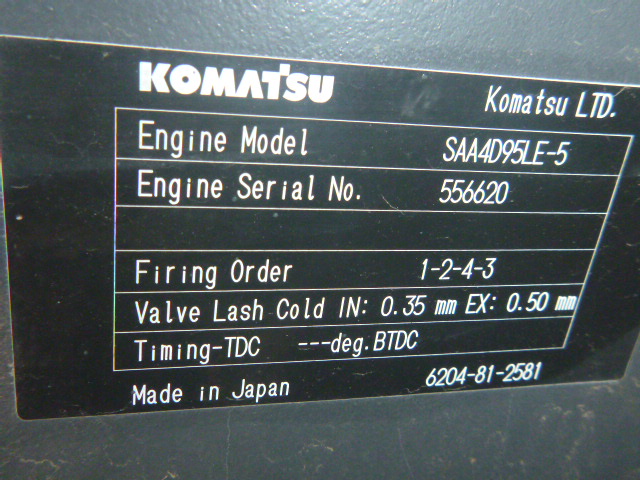 KOMATSU
Komatsu LTD.
Engine Model SAA4D95LE-5
Engine Serial No. 556620
Firing Order 1-2-4-3
Valve Lash Cold IN: 0.35 mm EX: 0.50 mm
Timing-TDC ---deg.BTDC
Made in Japan 6204-81-2581